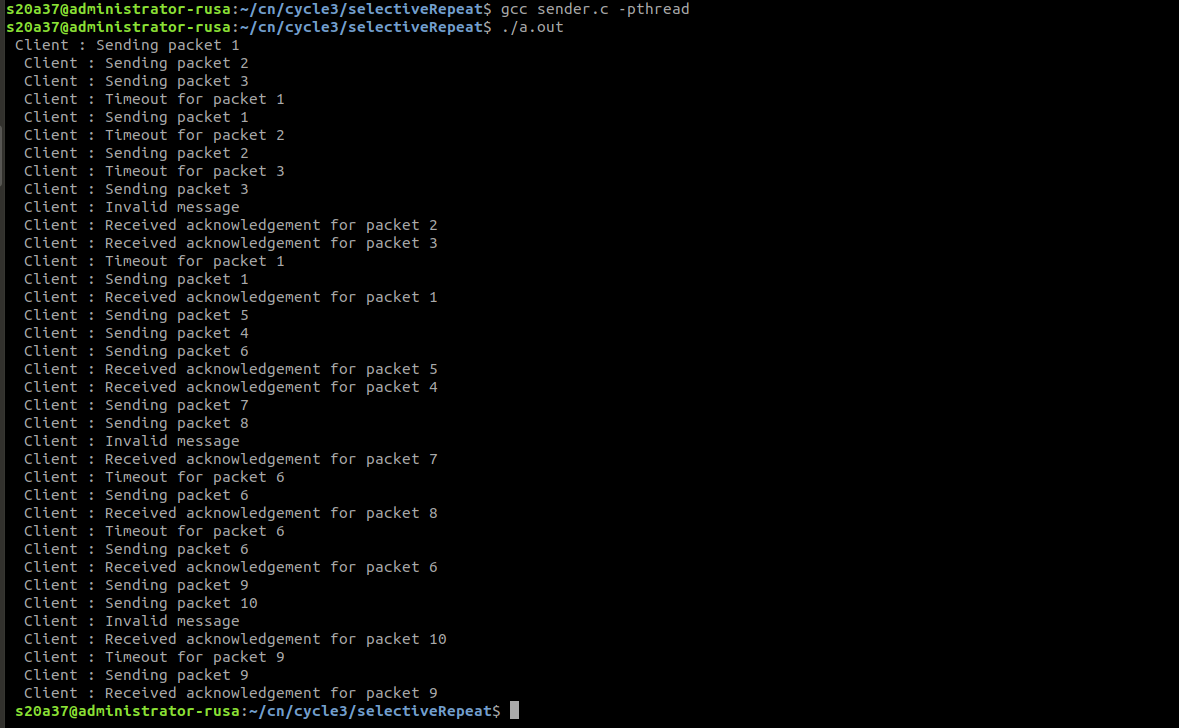 s20a37@administrator-rusa:~/cn/cycle3/selectiveRepeat$ gcc sender.c -pthread
s20a37@administrator-rusa:~/cn/cycle3/selectiveRepeat$ ./a.out
Client : Sending packet 1
Client : Sending packet 2
Client : Sending packet 3
Client : Timeout for packet 1
Client : Sending packet 1
Client : Timeout for packet 2
Client : Sending packet 2
Client : Timeout for packet 3
Client : Sending packet 3
Client : Invalid message
Client : Received acknowledgement for packet 2
Client : Received acknowledgement for packet 3
Client : Timeout for packet 1
Client : Sending packet 1
Client : Received acknowledgement for packet 1
Client : Sending packet 5
Client : Sending packet 4
Client : Sending packet 6
Client : Received acknowledgement for packet 5
Client : Received acknowledgement for packet 4
Client : Sending packet 7
Client : Sending packet 8
Client : Invalid message
Client : Received acknowledgement for packet 7
Client : Timeout for packet 6
Client : Sending packet 6
Client : Received acknowledgement for packet 8
Client : Timeout for packet 6
Client : Sending packet 6
Client : Received acknowledgement for packet 6
Client : Sending packet 9
Client : Sending packet 10
Client : Invalid message
Client : Received acknowledgement for packet 10
Client : Timeout for packet 9
Client : Sending packet 9
Client : Received acknowledgement for packet 9
s20a37@administrator-rusa:~/cn/cycle3/selectiveRepeat$